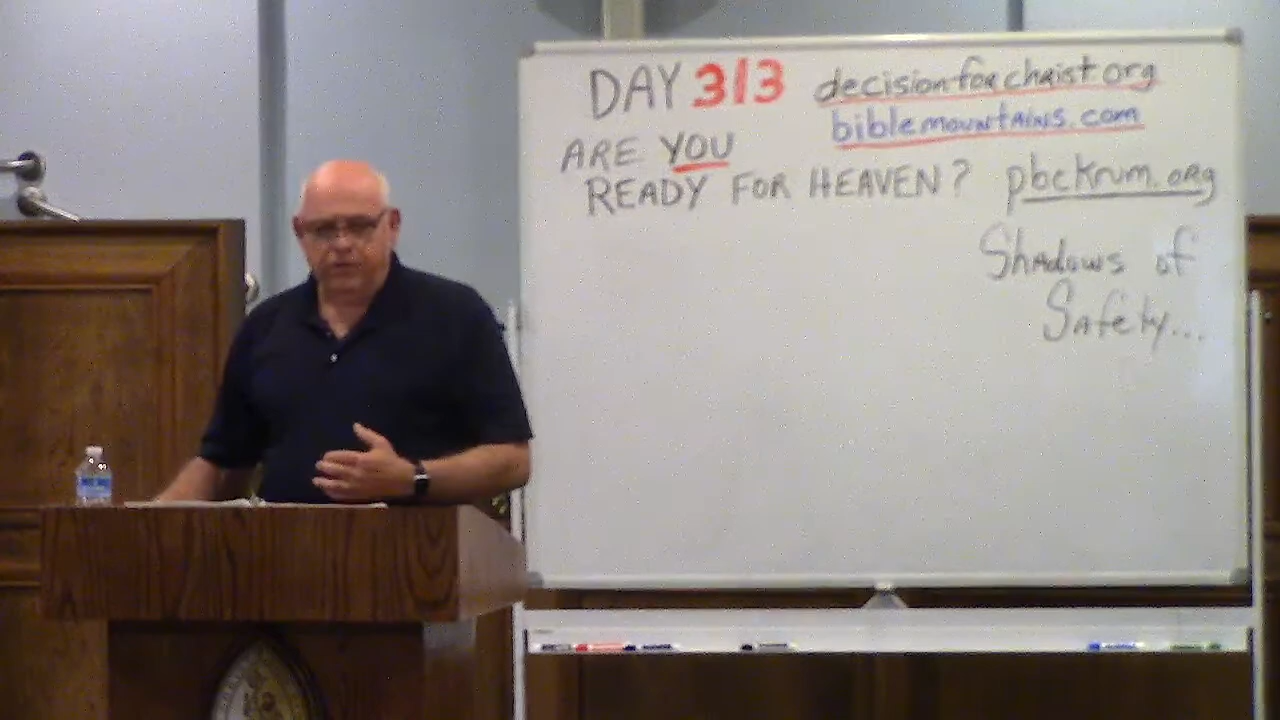 DAY 313 decisionforchrist.org
biblemountains.com
ARE YOU
READY FOR HEAVEN? pbckrum.org
Shadows of
Safety...